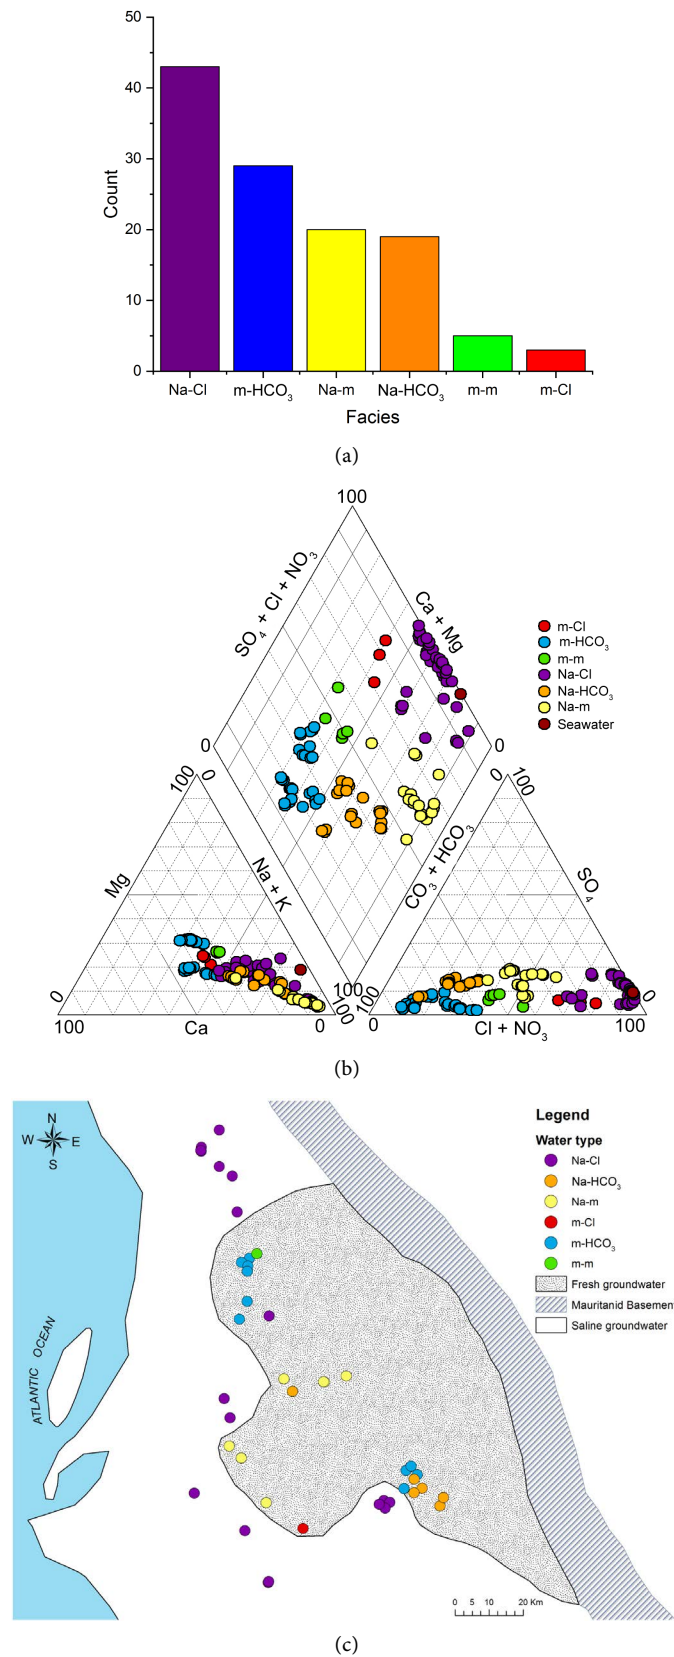 50
40
30
20
10
0
Count
Na-Cl m-HCO3 Na-m Na-HCO3 m-m m-Cl
Facies
(a)
100
SO4 + Cl + NO3
Ca + Mg
m-Cl
m-HCO3
m-m
Na-Cl
Na-HCO3
Na-m
Seawater
0 0
100 0 0 100
Mg
Na + K
CO3 + HCO3
SO4
0 100 100 100 0
100 Ca 0 0 Cl + NO3 100
(b)
N
W E
S
ATLANTIC OCEAN
Legend
Water type
Na-Cl
Na-HCO3
Na-m
m-Cl
m-HCO3
m-m
Fresh groundwater
Mauritanid Basement
Saline groundwater
0 5 10 20 Km
(c)